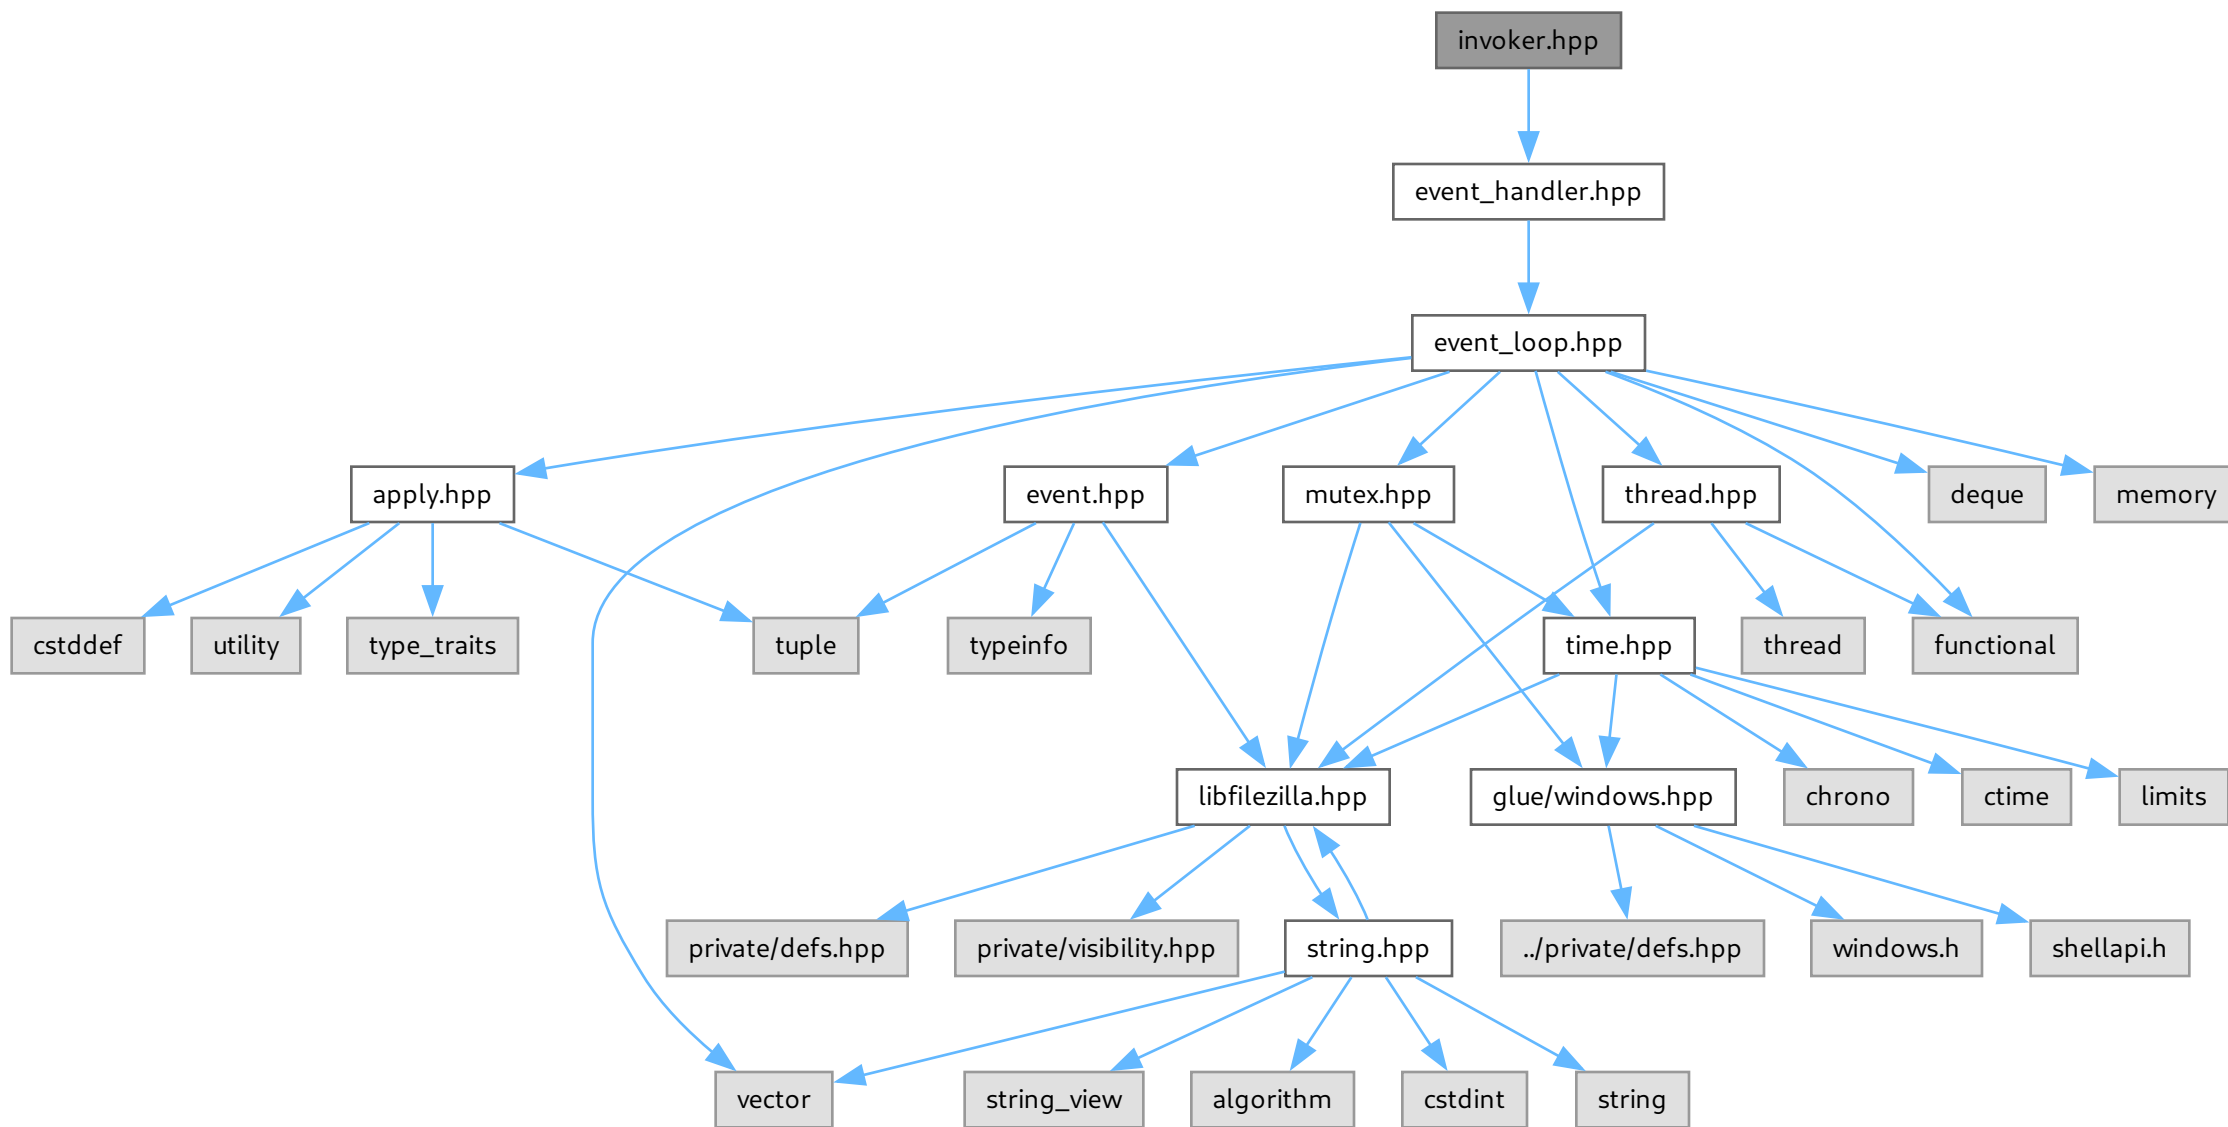 invoker.hpp
event_handler.hpp
event_loop.hpp
apply.hpp
event.hpp
mutex.hpp
thread.hpp
deque
memory
cstddef
utility
type_traits
tuple
typeinfo
time.hpp
thread
functional
libfilezilla.hpp
glue/windows.hpp
chrono
ctime
limits
private/defs.hpp
private/visibility.hpp
string.hpp
../private/defs.hpp
windows.h
shellapi.h
vector
string_view
algorithm
cstdint
string